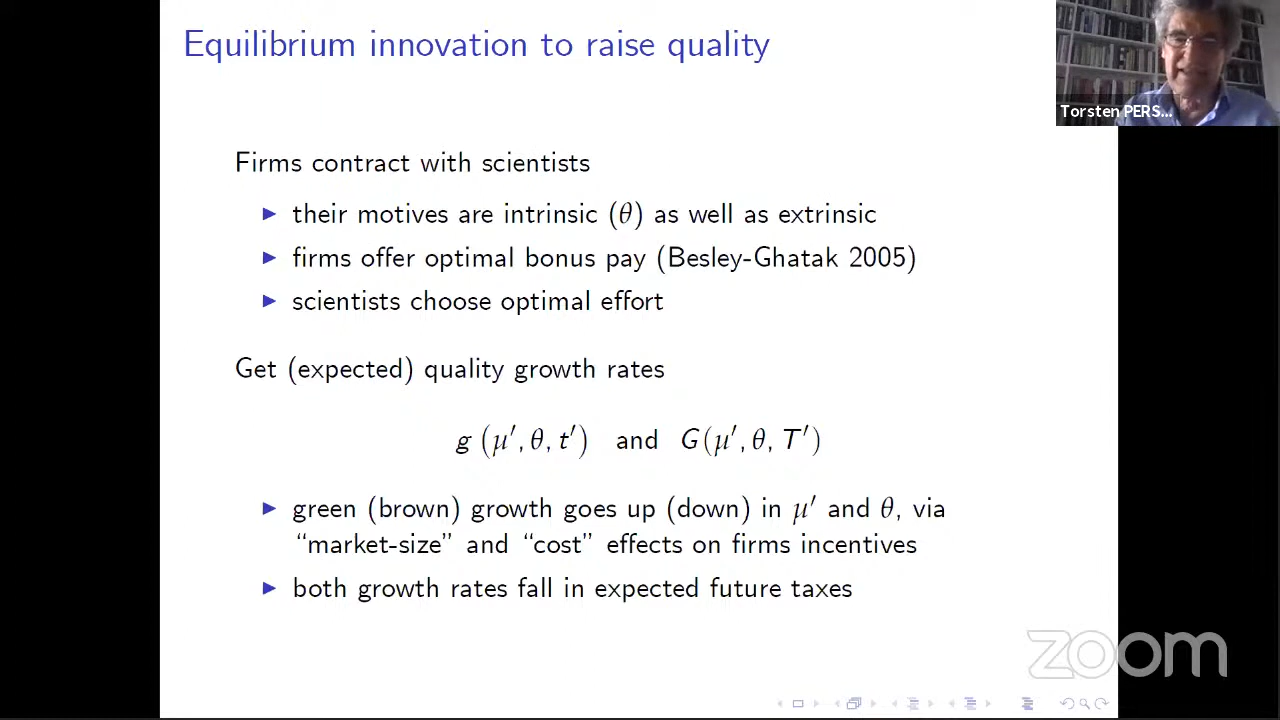 Equilibrium innovation to raise quality
Torsten PERS...
Firms contract with scientists
▶ their motives are intrinsic (θ) as well as extrinsic
▶ firms offer optimal bonus pay (Besley-Ghatak 2005)
▶ scientists choose optimal effort
Get (expected) quality growth rates
g (μ′, θ, t′) and G(μ′, θ, T′)
▶ green (brown) growth goes up (down) in μ′ and θ, via
“market-size” and “cost” effects on firms incentives
▶ both growth rates fall in expected future taxes
zoom